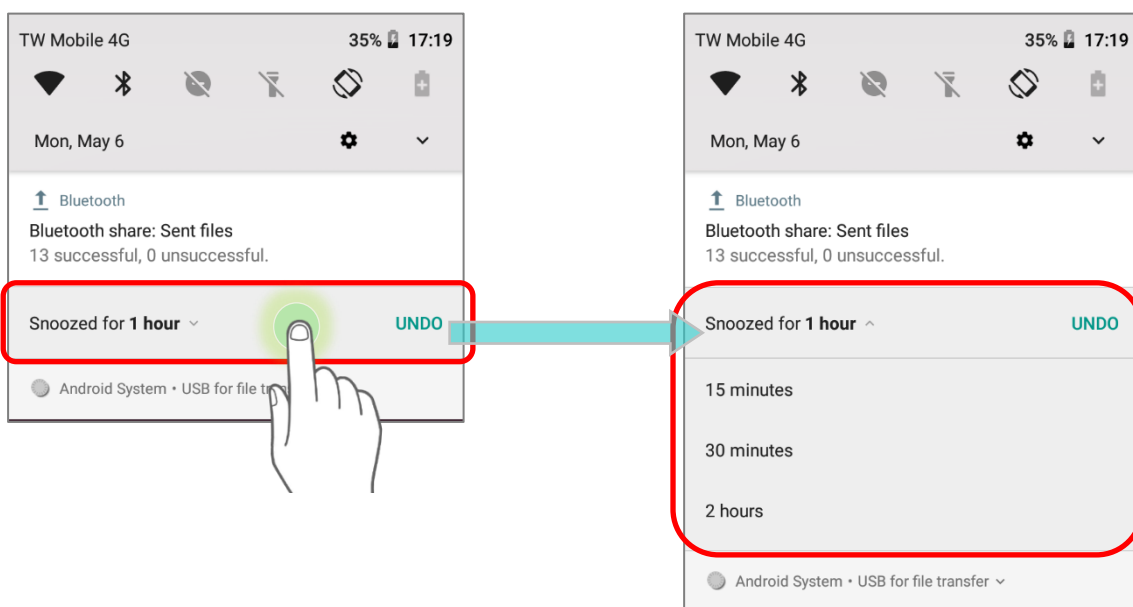 TW Mobile 4G 35% 17:19
Mon, May 6
Bluetooth
Bluetooth share: Sent files
13 successful, 0 unsuccessful.
Snoozed for 1 hour UNDO
Android System • USB for file
TW Mobile 4G 35% 17:19
Mon, May 6
Bluetooth
Bluetooth share: Sent files
13 successful, 0 unsuccessful.
Snoozed for 1 hour UNDO
15 minutes
30 minutes
2 hours
Android System • USB for file transfer